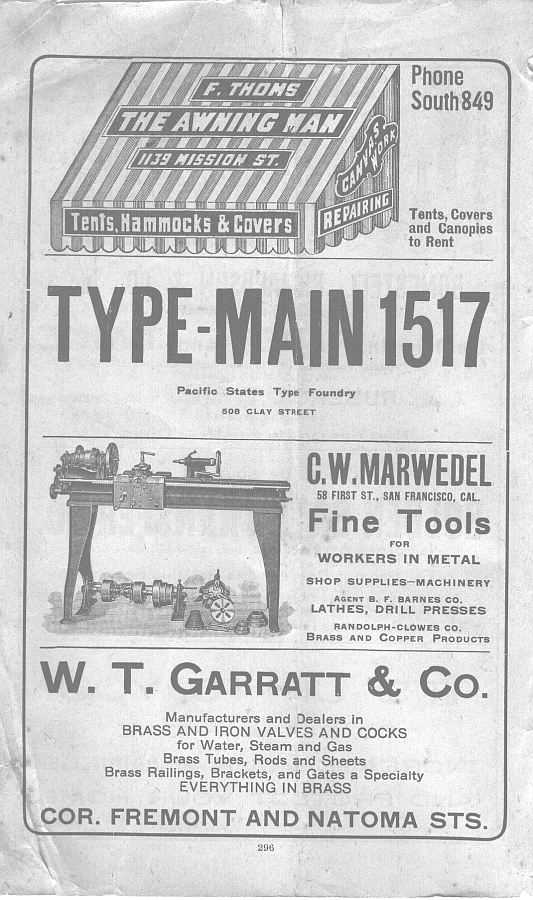 F. THOMS
THE AWNING MAN
1139 MISSION ST.
CANVAS
WORK
Tents, Hammocks & Covers
REPAIRING
Phone
South 849
Tents, Covers
and Canopies
to Rent
TYPE-MAIN 1517
Pacific States Type Foundry
508 CLAY STREET
C. W. MARWEDEL
58 FIRST ST., SAN FRANCISCO, CAL.
Fine Tools
FOR
WORKERS IN METAL
SHOP SUPPLIES—MACHINERY
AGENT B. F. BARNES CO.
LATHES, DRILL PRESSES
RANDOLPH-CLOWES CO.
BRASS AND COPPER PRODUCTS
W. T. GARRATT & CO.
Manufacturers and Dealers in
BRASS AND IRON VALVES AND COCKS
for Water, Steam and Gas
Brass Tubes, Rods and Sheets
Brass Railings, Brackets, and Gates a Specialty
EVERYTHING IN BRASS
COR. FREMONT AND NATOMA STS.
296